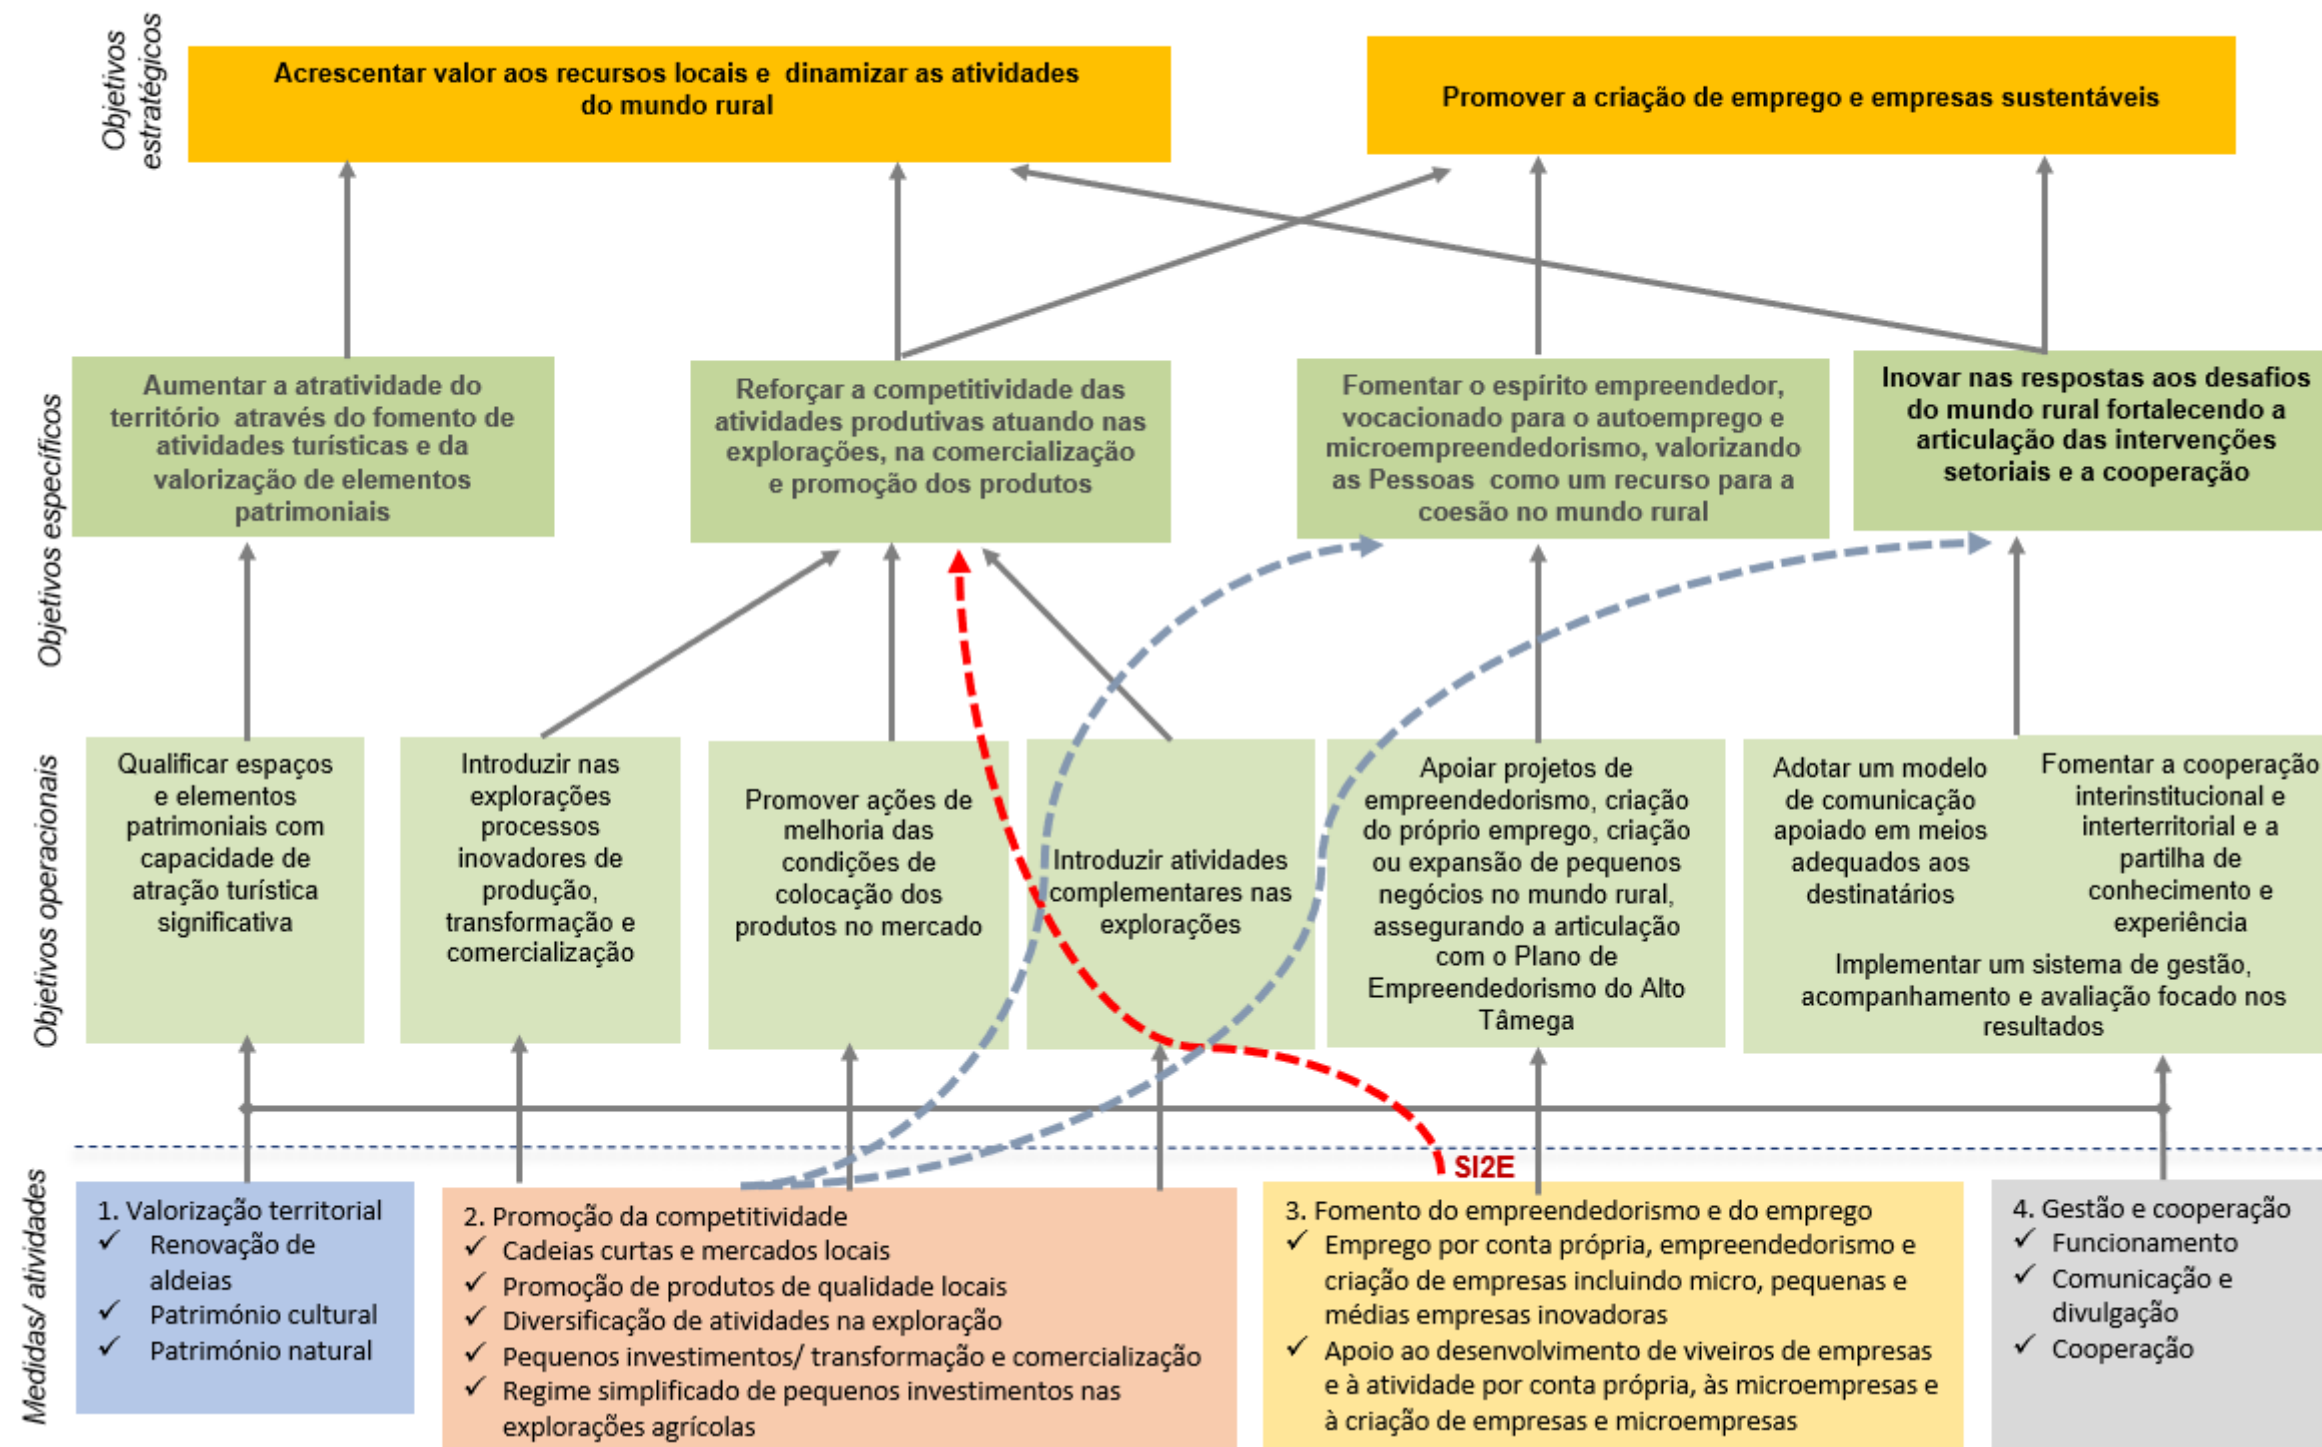 Objetivos
estratégicos
Acrescentar valor aos recursos locais e dinamizar as atividades
do mundo rural
Promover a criação de emprego e empresas sustentáveis
Objetivos específicos
Aumentar a atratividade do
território através do fomento de
atividades turísticas e da
valorização de elementos
patrimoniais
Reforçar a competitividade das
atividades produtivas atuando nas
explorações, na comercialização
e promoção dos produtos
Fomentar o espírito empreendedor,
vocacionado para o autoemprego e
microempreendedorismo, valorizando
as Pessoas como um recurso para a
coesão no mundo rural
Inovar nas respostas aos desafios
do mundo rural fortalecendo a
articulação das intervenções
setoriais e a cooperação
Objetivos operacionais
Qualificar espaços
e elementos
patrimoniais com
capacidade de
atração turística
significativa
Introduzir nas
explorações
processos
inovadores de
produção,
transformação e
comercialização
Promover ações de
melhoria das
condições de
colocação dos
produtos no mercado
Introduzir atividades
complementares nas
explorações
Apoiar projetos de
empreendedorismo, criação
do próprio emprego, criação
ou expansão de pequenos
negócios no mundo rural,
assegurando a articulação
com o Plano de
Empreendedorismo do Alto
Tâmega
Adotar um modelo
de comunicação
apoiado em meios
adequados aos
destinatários
Fomentar a cooperação
interinstitucional e
interterritorial e a
partilha de
conhecimento e
experiência
Implementar um sistema de gestão,
acompanhamento e avaliação focado nos
resultados
SI2E
Medidas/ atividades
1. Valorização territorial
✓ Renovação de
aldeias
✓ Património cultural
✓ Património natural
2. Promoção da competitividade
✓ Cadeias curtas e mercados locais
✓ Promoção de produtos de qualidade locais
✓ Diversificação de atividades na exploração
✓ Pequenos investimentos/ transformação e comercialização
✓ Regime simplificado de pequenos investimentos nas
explorações agrícolas
3. Fomento do empreendedorismo e do emprego
✓ Emprego por conta própria, empreendedorismo e
criação de empresas incluindo micro, pequenas e
médias empresas inovadoras
✓ Apoio ao desenvolvimento de viveiros de empresas
e à atividade por conta própria, às microempresas e
à criação de empresas e microempresas
4. Gestão e cooperação
✓ Funcionamento
✓ Comunicação e
divulgação
✓ Cooperação